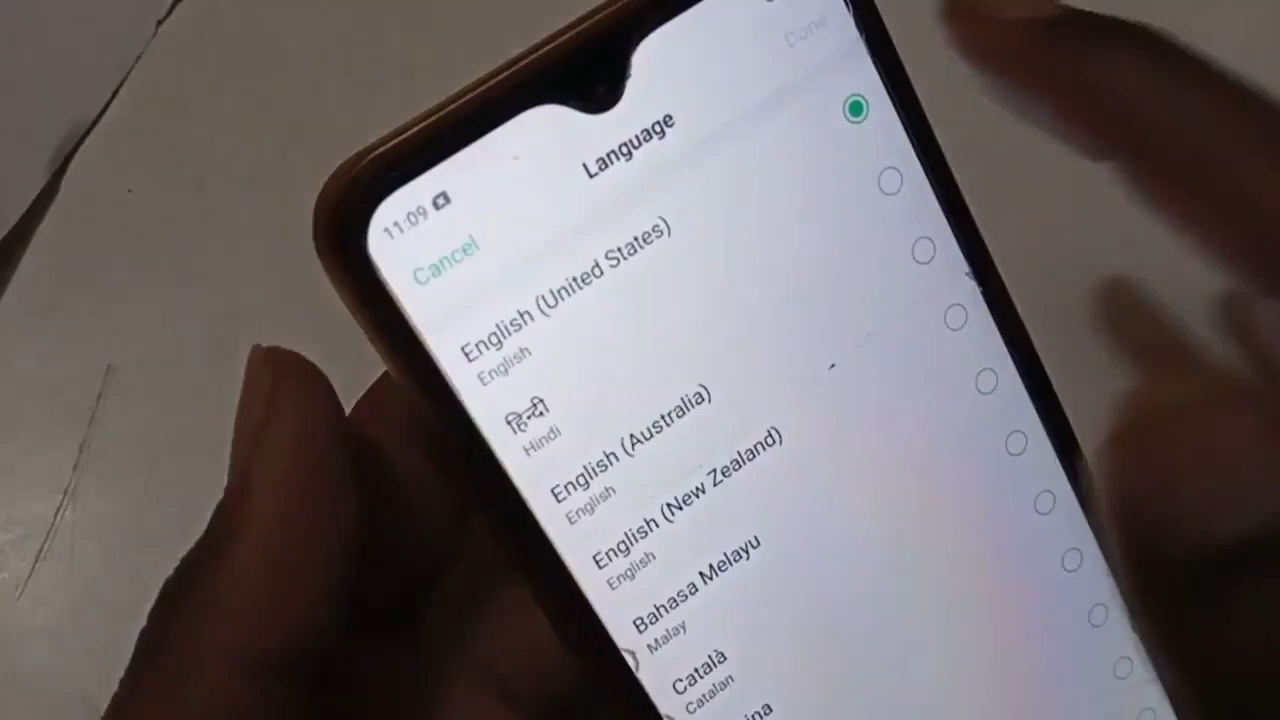 11:09
Cancel
Language
Done
English (United States)
English
हिन्दी
Hindi
English (Australia)
English
English (New Zealand)
English
Bahasa Melayu
Malay
Català
Catalan